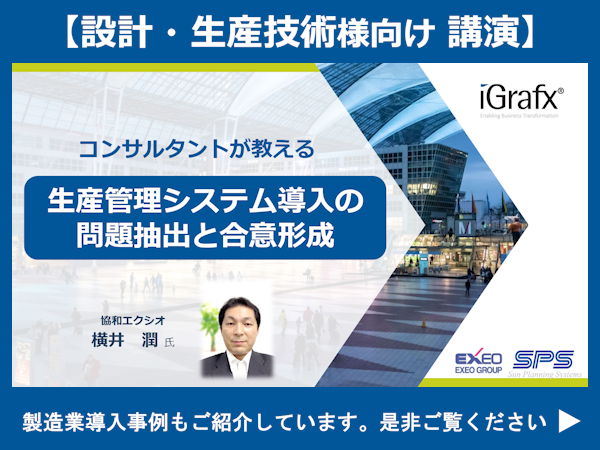 【設計・生産技術様向け 講演】
iGrafx®
Enabling Business Transformation
コンサルタントが教える
生産管理システム導入の
問題抽出と合意形成
協和エクシオ
横井 潤 氏
EXEO
EXEO GROUP
SPS
Sun Planning Systems
製造業導入事例もご紹介しています。是非ご覧ください ▶